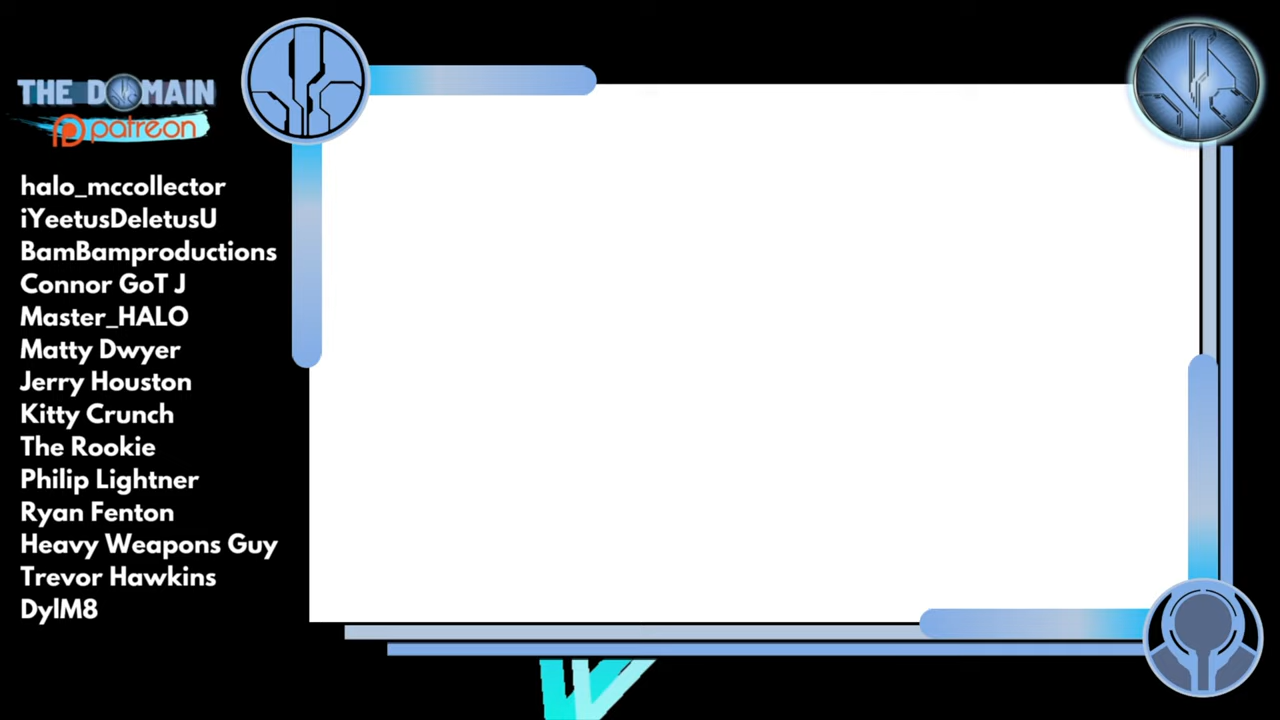 THE DOMAIN
patreon
halo_mccollector
iYeetusDeletusU
BamBamproductions
Connor GoT J
Master_HALO
Matty Dwyer
Jerry Houston
Kitty Crunch
The Rookie
Philip Lightner
Ryan Fenton
Heavy Weapons Guy
Trevor Hawkins
DylM8